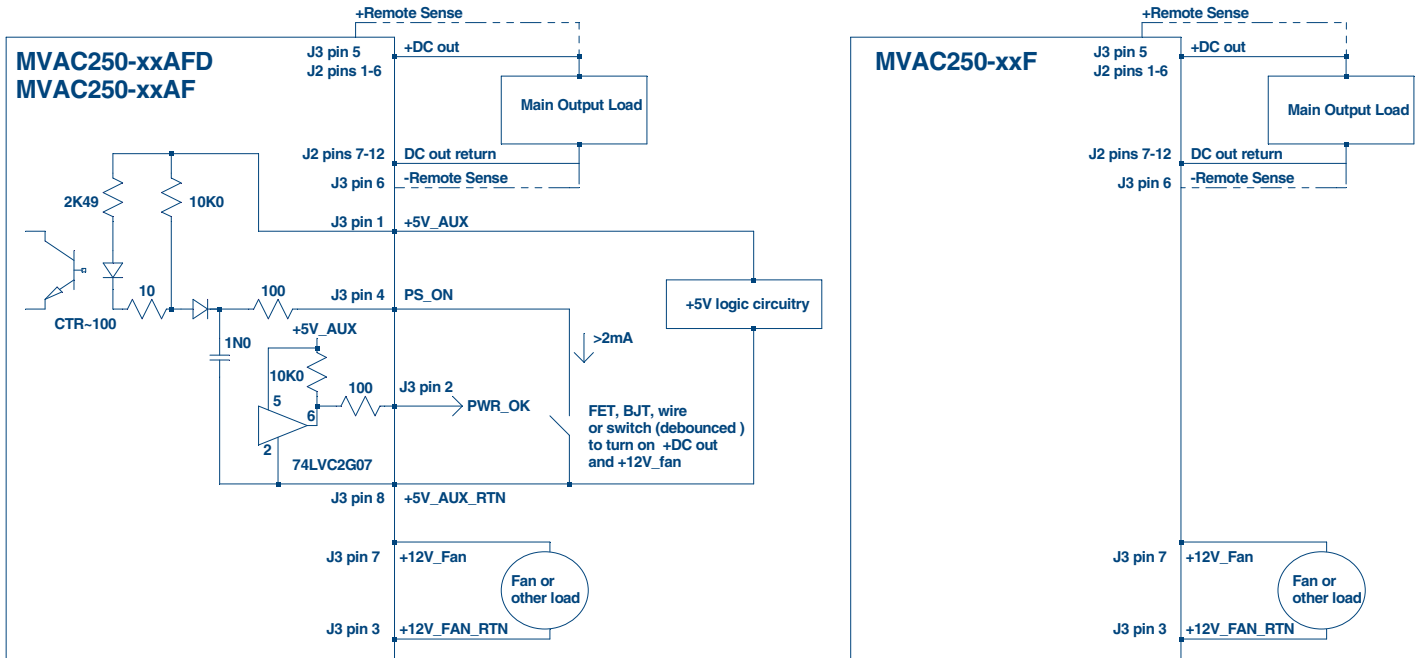 +Remote Sense
J3 pin 5
+DC out
J2 pins 1-6
MVAC250-xxAFD
MVAC250-xxAF
Main Output Load
J2 pins 7-12
DC out return
J3 pin 6
-Remote Sense
2K49
10K0
J3 pin 1
+5V_AUX
10
100
J3 pin 4
PS_ON
+5V logic circuitry
CTR~100
1N0
+5V_AUX
>2mA
10K0
100
J3 pin 2
5
6
PWR_OK
2
74LVC2G07
FET, BJT, wire
or switch (debounced )
to turn on +DC out
and +12V_fan
J3 pin 8
+5V_AUX_RTN
J3 pin 7
+12V_Fan
Fan or
other load
J3 pin 3
+12V_FAN_RTN
+Remote Sense
J3 pin 5
+DC out
J2 pins 1-6
MVAC250-xxF
Main Output Load
J2 pins 7-12
DC out return
J3 pin 6
-Remote Sense
J3 pin 7
+12V_Fan
Fan or
other load
J3 pin 3
+12V_FAN_RTN